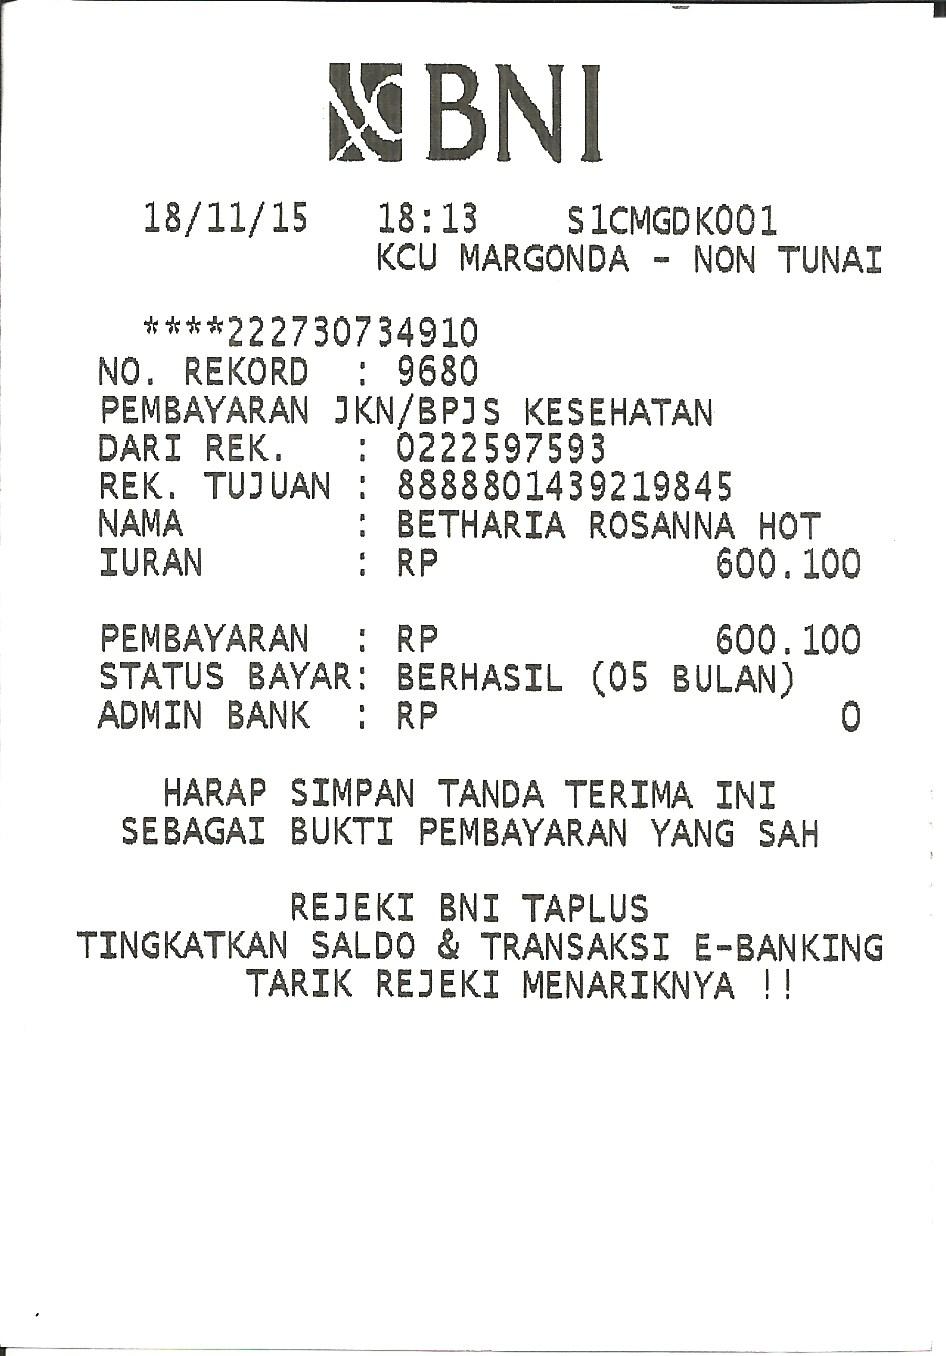 BNI
18/11/15 18:13 S1CMGDK001
KCU MARGONDA - NON TUNAI
****222730734910
NO. REKORD : 9680
PEMBAYARAN JKN/BPJS KESEHATAN
DARI REK. : 0222597593
REK. TUJUAN : 8888801439219845
NAMA : BETHARIA ROSANNA HOT
IURAN : RP 600.100
PEMBAYARAN : RP 600.100
STATUS BAYAR: BERHASIL (05 BULAN)
ADMIN BANK : RP 0
HARAP SIMPAN TANDA TERIMA INI
SEBAGAI BUKTI PEMBAYARAN YANG SAH
REJEKI BNI TAPLUS
TINGKATKAN SALDO & TRANSAKSI E-BANKING
TARIK REJEKI MENARIKNYA !!